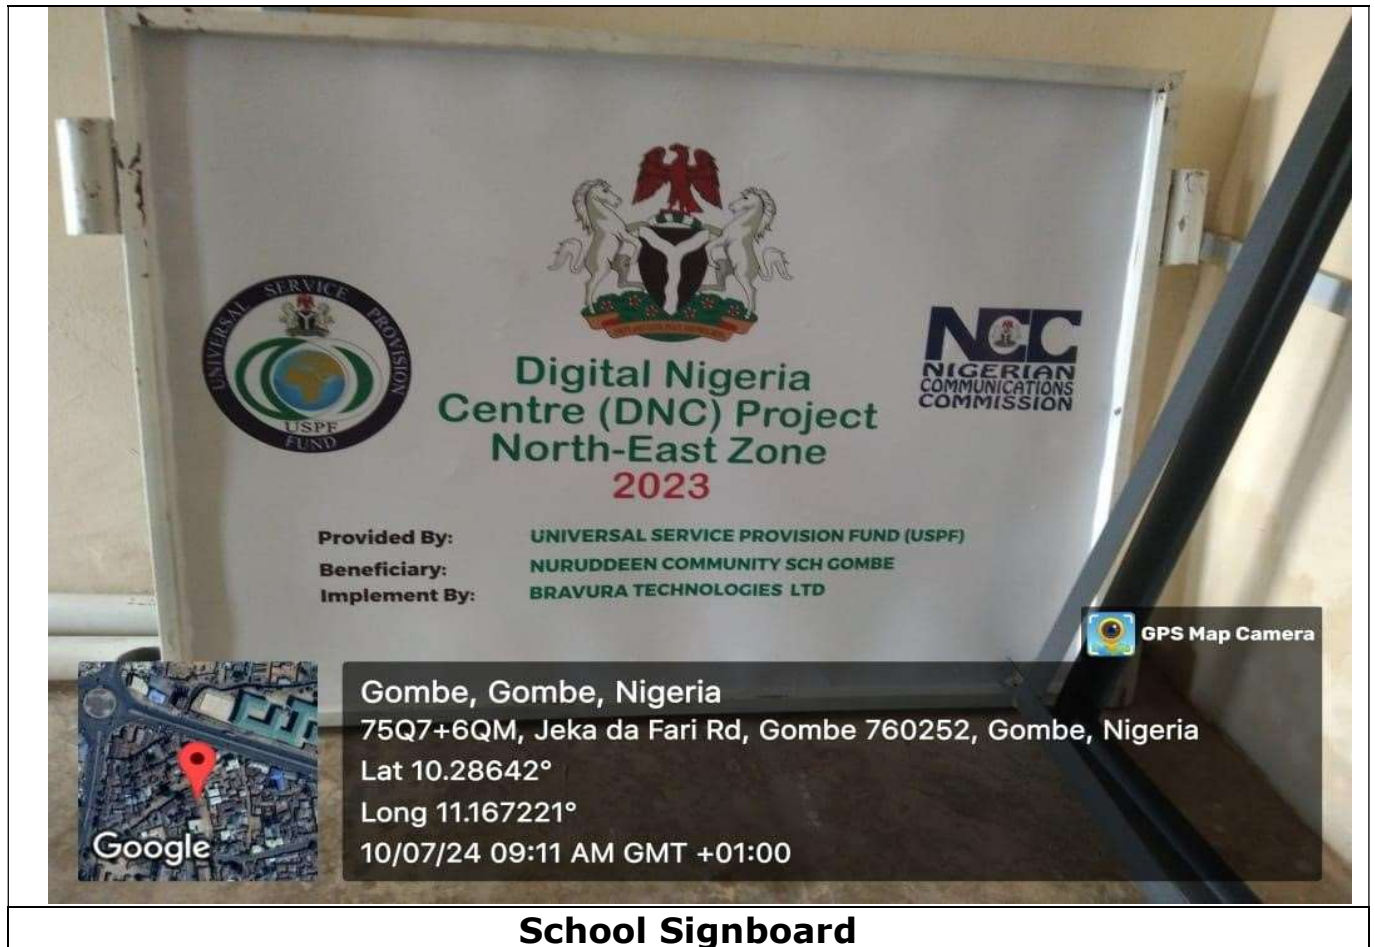 UNIVERSAL SERVICE PROVISION
USPF
FUND
NCC
NIGERIAN
COMMUNICATIONS
COMMISSION
Digital Nigeria
Centre (DNC) Project
North-East Zone
2023
Provided By: UNIVERSAL SERVICE PROVISION FUND (USPF)
Beneficiary: NURUDDEEN COMMUNITY SCH GOMBE
Implement By: BRAVURA TECHNOLOGIES LTD
GPS Map Camera
Google
Gombe, Gombe, Nigeria
75Q7+6QM, Jeka da Fari Rd, Gombe 760252, Gombe, Nigeria
Lat 10.28642°
Long 11.167221°
10/07/24 09:11 AM GMT +01:00
School Signboard